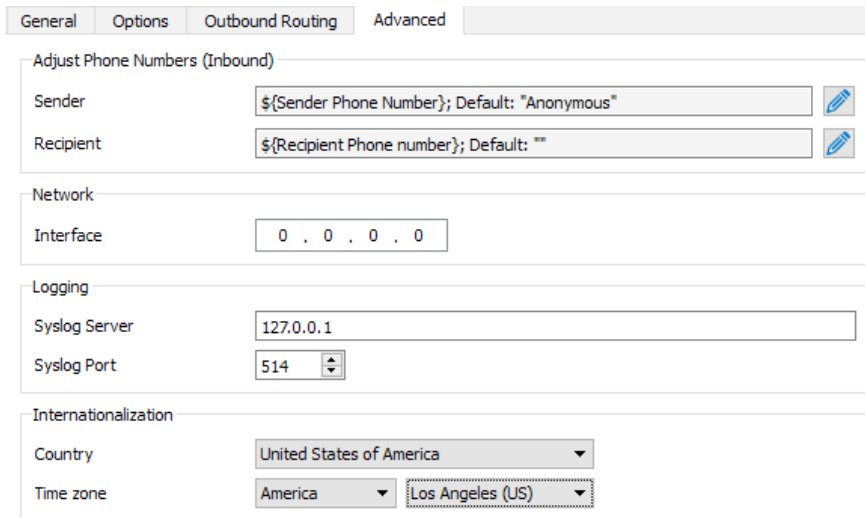 General Options Outbound Routing Advanced
Adjust Phone Numbers (Inbound)
Sender ${Sender Phone Number}; Default: "Anonymous"
Recipient ${Recipient Phone number}; Default: ""
Network
Interface 0 . 0 . 0 . 0
Logging
Syslog Server 127.0.0.1
Syslog Port 514
Internationalization
Country United States of America
Time zone America Los Angeles (US)